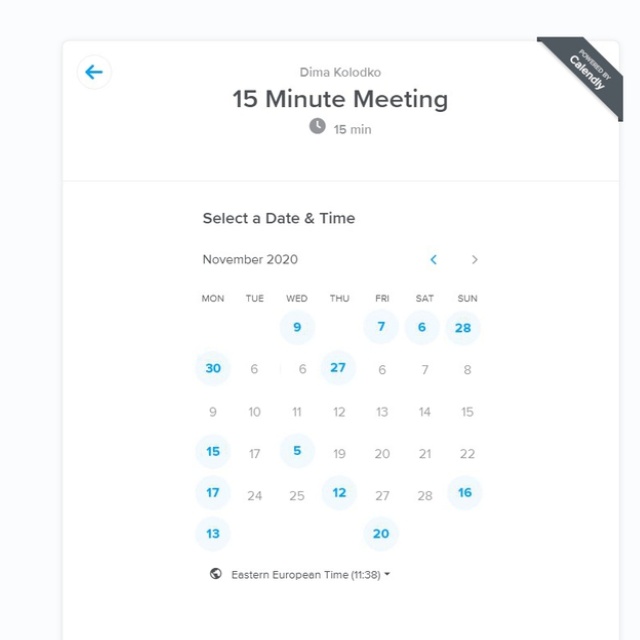 POWERED BY
Calendly
Dima Kolodko
15 Minute Meeting
15 min
Select a Date & Time
November 2020
MON TUE WED THU FRI SAT SUN
9 7 6 28
30 6 6 27 6 7 8
9 10 11 12 13 14 15
15 17 5 19 20 21 22
17 24 25 12 27 28 16
13 20
Eastern European Time (11:38)